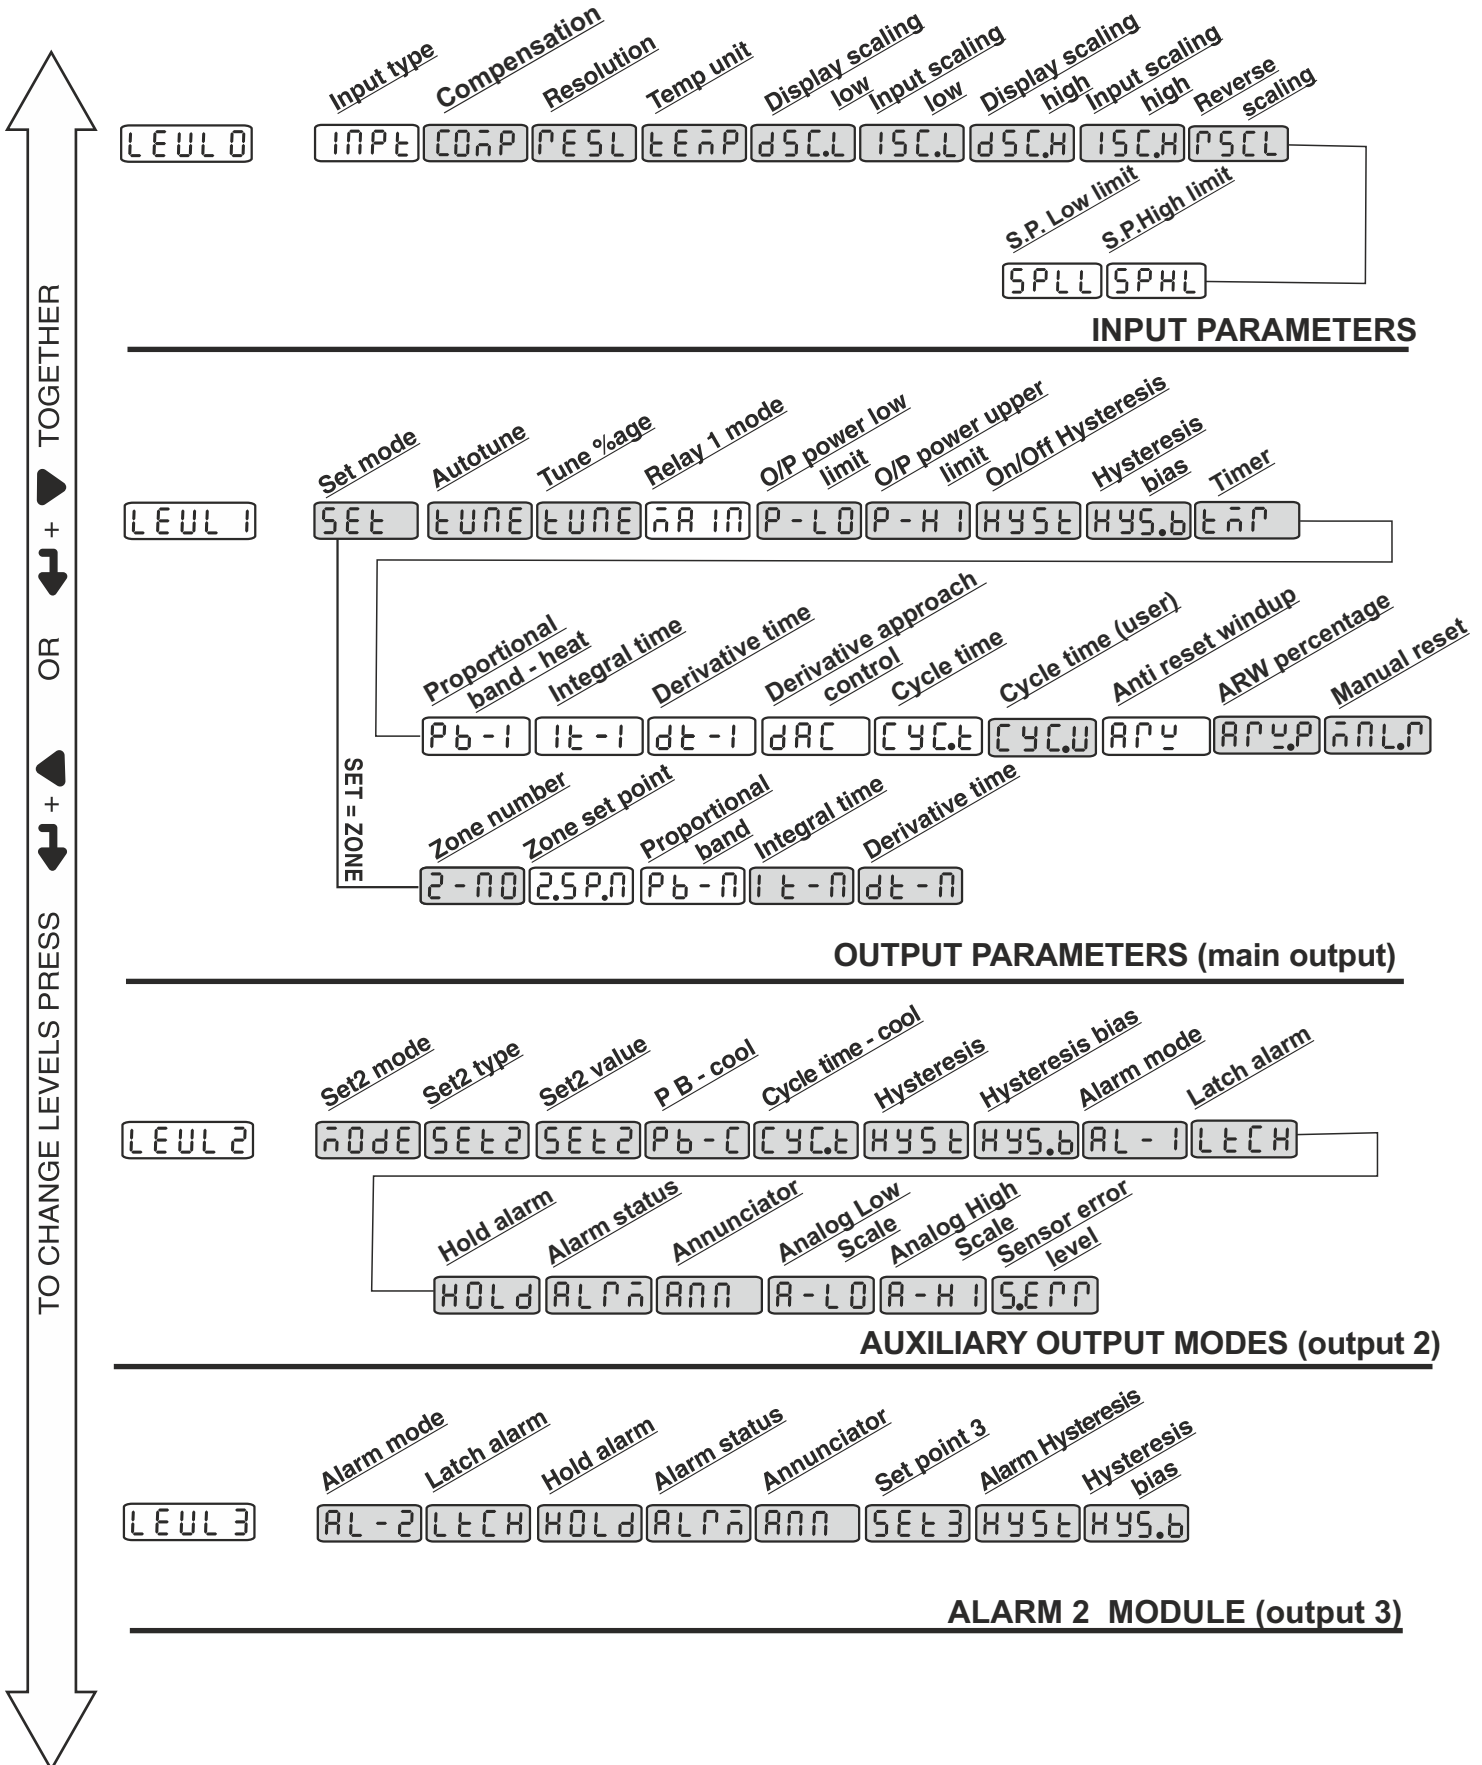 TO CHANGE LEVELS PRESS + OR + TOGETHER
Input type
Compensation
Resolution
Temp unit
Display scaling
low
Input scaling
low
Display scaling
high
Input scaling
high
Reverse
scaling
LEVL 0 INPt COMP RESL tEMP dSC.L ISC.L dSC.H ISC.H RSCL
S.P. Low limit
S.P.High limit
SPLL SPHL
INPUT PARAMETERS
Set mode
Autotune
Tune %age
Relay 1 mode
O/P power low
limit
O/P power upper
limit
On/Off Hysteresis
Hysteresis
bias
Timer
LEVL 1 SEt tUNE tUNE MAIN P-LO P-HI HYSt HYS.b tMR
Proportional
band - heat
Integral time
Derivative time
Derivative approach
control
Cycle time
Cycle time (user)
Anti reset windup
ARW percentage
Manual reset
Pb-1 It-1 dt-1 dAC CYC.t CYC.U ARW ARW.P MNL.R
SET = ZONE
Zone number
Zone set point
Proportional
band
Integral time
Derivative time
Z-NO Z.SP.N Pb-N It-N dt-N
OUTPUT PARAMETERS (main output)
Set2 mode
Set2 type
Set2 value
P B - cool
Cycle time - cool
Hysteresis
Hysteresis bias
Alarm mode
Latch alarm
LEVL 2 MOdE SEt2 SEt2 Pb-C CYC.t HYSt HYS.b AL-1 LtCH
Hold alarm
Alarm status
Annunciator
Analog Low
Scale
Analog High
Scale
Sensor error
level
HOLd ALRM ANN A-LO A-HI S.ERR
AUXILIARY OUTPUT MODES (output 2)
Alarm mode
Latch alarm
Hold alarm
Alarm status
Annunciator
Set point 3
Alarm Hysteresis
Hysteresis
bias
LEVL 3 AL-2 LtCH HOLd ALRM ANN SEt3 HYSt HYS.b
ALARM 2 MODULE (output 3)